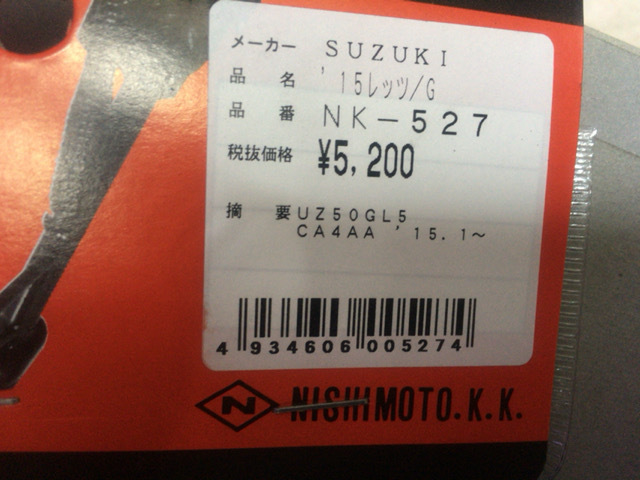 メーカー SUZUKI
品 名 '15レッツ/G
品 番 NK-527
税抜価格 ¥5,200
摘 要 UZ50GL5
CA4AA '15.1～
4 934606 005274
N NISHIMOTO.K.K.